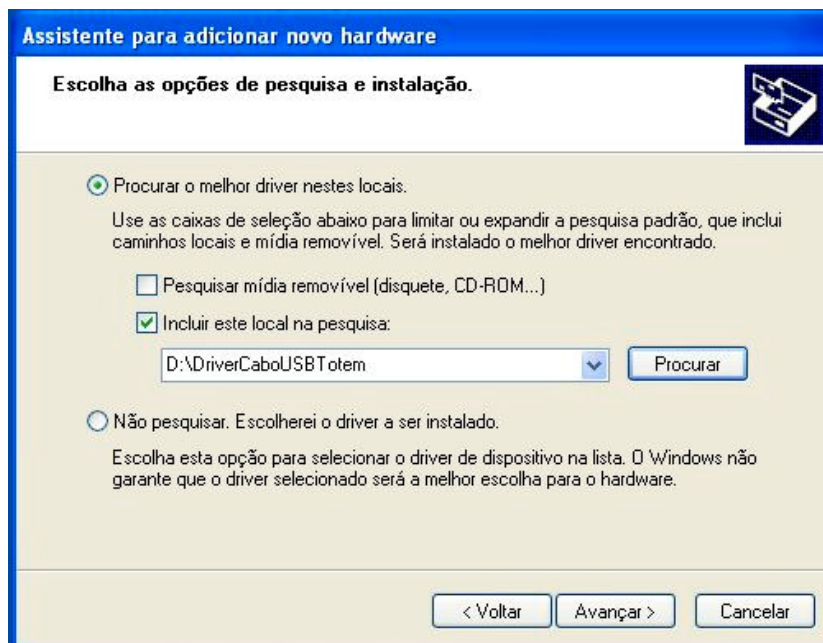 Assistente para adicionar novo hardware
Escolha as opções de pesquisa e instalação.
Procurar o melhor driver nestes locais.
Use as caixas de seleção abaixo para limitar ou expandir a pesquisa padrão, que inclui
caminhos locais e mídia removível. Será instalado o melhor driver encontrado.
Pesquisar mídia removível (disquete, CD-ROM...)
Incluir este local na pesquisa:
D:\DriverCaboUSBTotem
Procurar
Não pesquisar. Escolherei o driver a ser instalado.
Escolha esta opção para selecionar o driver de dispositivo na lista. O Windows não
garante que o driver selecionado será a melhor escolha para o hardware.
< Voltar
Avançar >
Cancelar